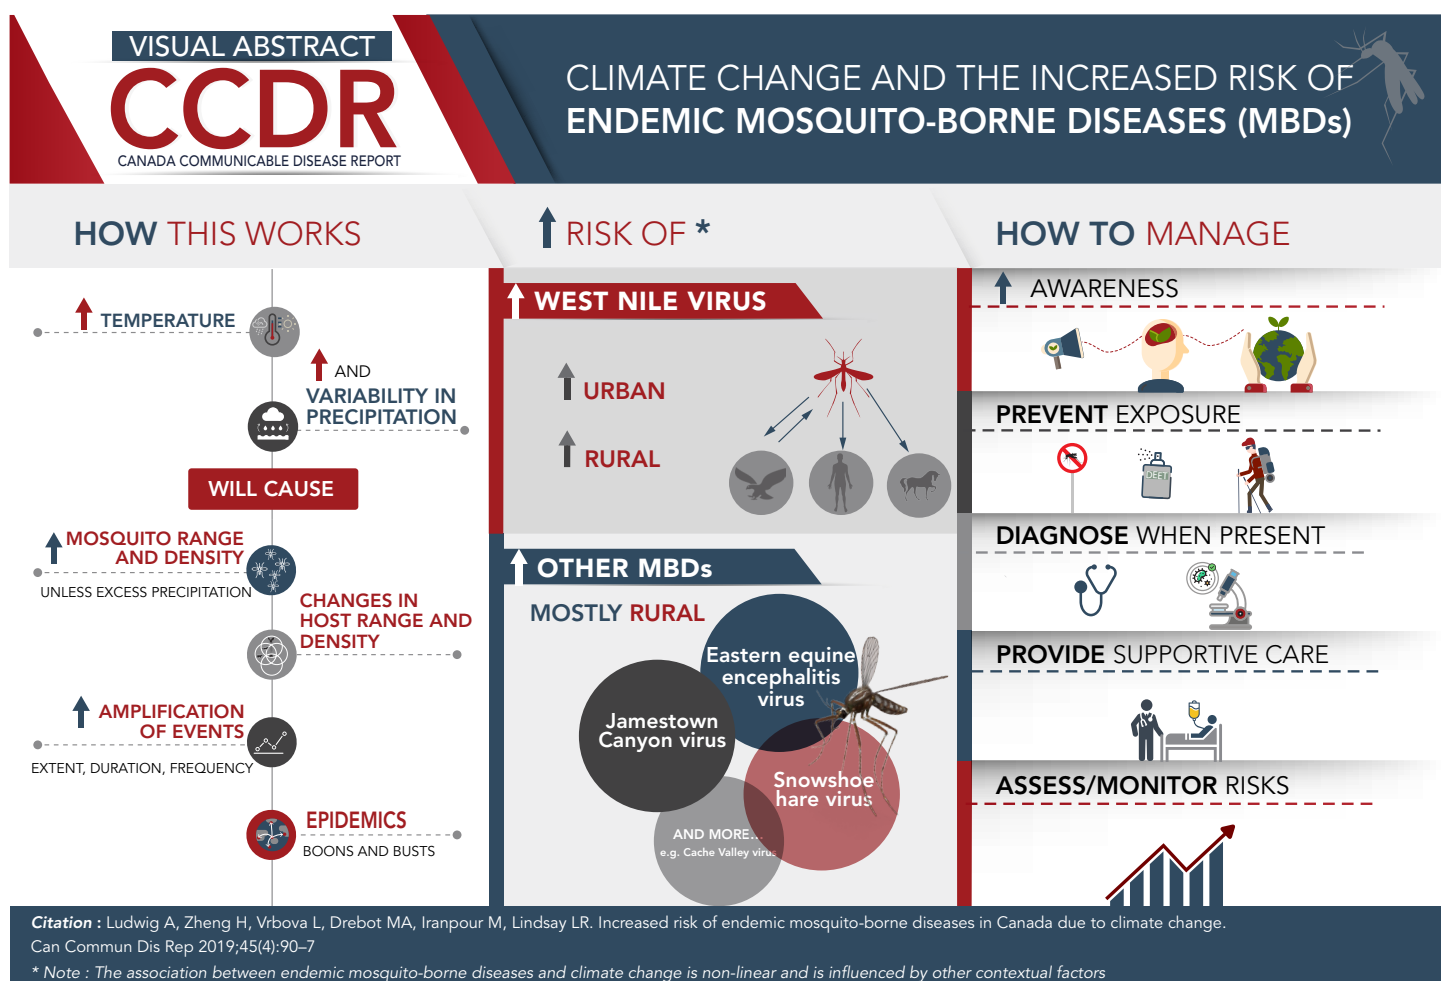 VISUAL ABSTRACT
CCDR
CANADA COMMUNICABLE DISEASE REPORT
CLIMATE CHANGE AND THE INCREASED RISK OF
ENDEMIC MOSQUITO-BORNE DISEASES (MBDs)
HOW THIS WORKS
TEMPERATURE
AND
VARIABILITY IN
PRECIPITATION
WILL CAUSE
MOSQUITO RANGE
AND DENSITY
UNLESS EXCESS PRECIPITATION
CHANGES IN
HOST RANGE AND
DENSITY
AMPLIFICATION
OF EVENTS
EXTENT, DURATION, FREQUENCY
EPIDEMICS
BOONS AND BUSTS
RISK OF *
WEST NILE VIRUS
URBAN
RURAL
OTHER MBDs
MOSTLY RURAL
Eastern equine
encephalitis
virus
Jamestown
Canyon virus
Snowshoe
hare virus
AND MORE...
e.g. Cache Valley virus
HOW TO MANAGE
AWARENESS
PREVENT EXPOSURE
DEET
DIAGNOSE WHEN PRESENT
PROVIDE SUPPORTIVE CARE
ASSESS/MONITOR RISKS
Citation : Ludwig A, Zheng H, Vrbova L, Drebot MA, Iranpour M, Lindsay LR. Increased risk of endemic mosquito-borne diseases in Canada due to climate change.
Can Commun Dis Rep 2019;45(4):90–7
* Note : The association between endemic mosquito-borne diseases and climate change is non-linear and is influenced by other contextual factors